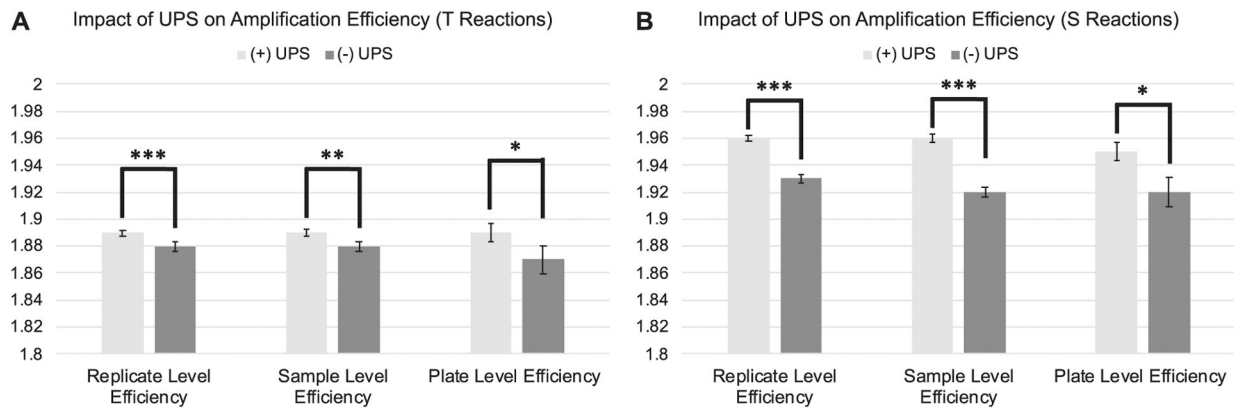 A Impact of UPS on Amplification Efficiency (T Reactions)
(+) UPS (-) UPS
2
1.98
1.96
1.94
1.92
1.9
1.88
1.86
1.84
1.82
1.8
*** ** *
Replicate Level Efficiency
Sample Level Efficiency
Plate Level Efficiency
B Impact of UPS on Amplification Efficiency (S Reactions)
(+) UPS (-) UPS
2
1.98
1.96
1.94
1.92
1.9
1.88
1.86
1.84
1.82
1.8
*** *** *
Replicate Level
Efficiency
Sample Level
Efficiency
Plate Level Efficiency